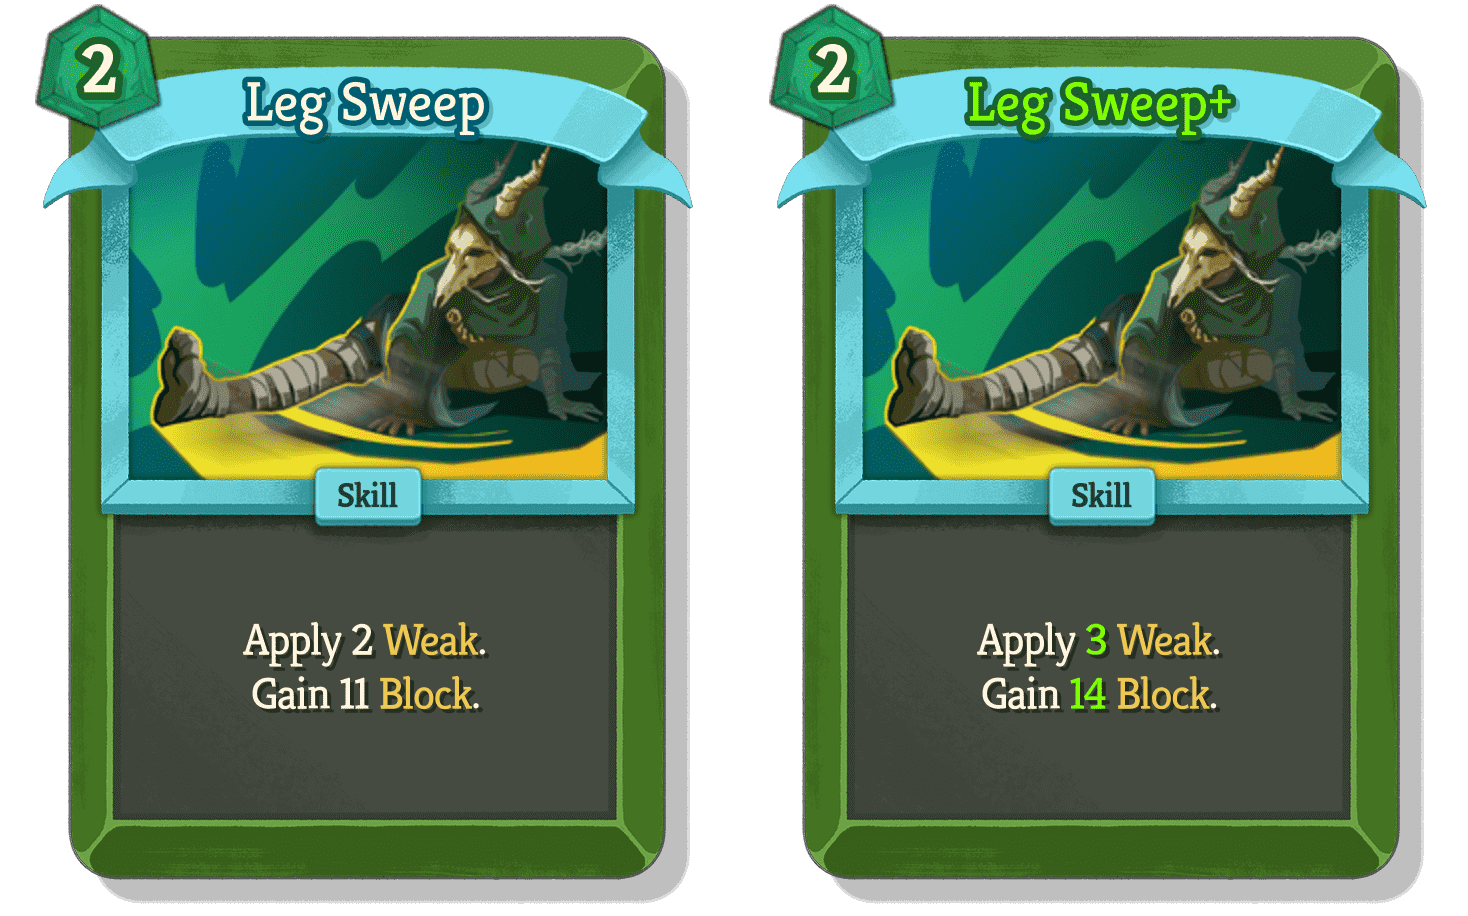 2
Leg Sweep
Skill
Apply 2 Weak.
Gain 11 Block.
2
Leg Sweep+
Skill
Apply 3 Weak.
Gain 14 Block.